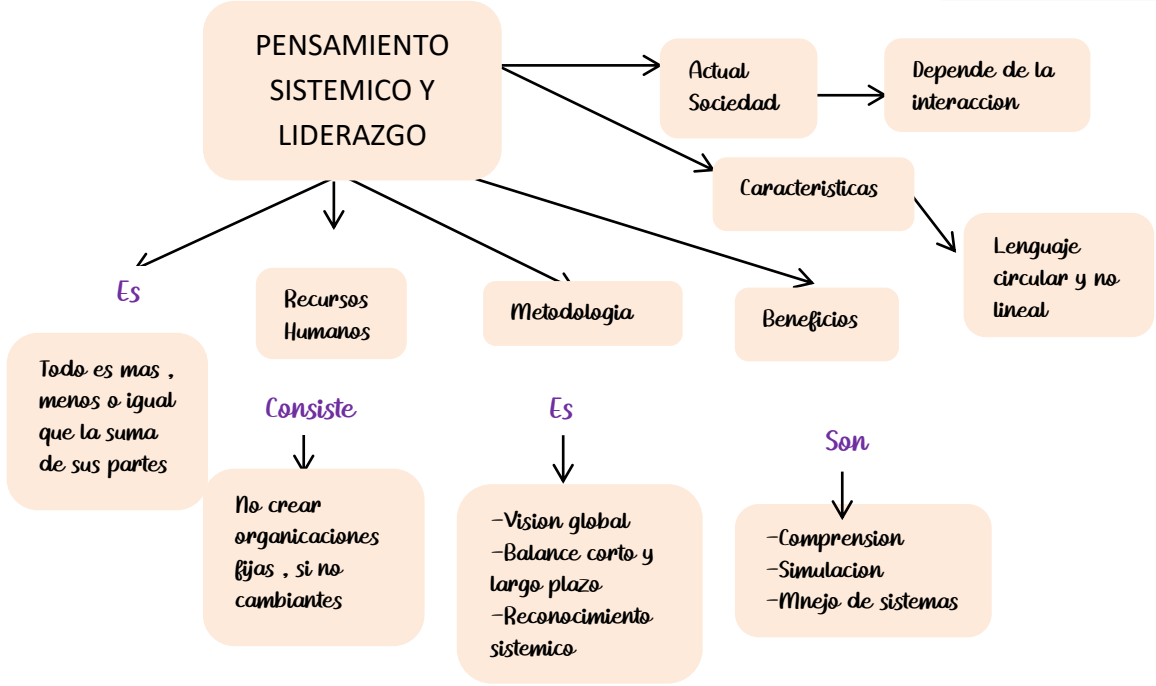 PENSAMIENTO
SISTEMICO Y
LIDERAZGO
Actual
Sociedad
Depende de la
interaccion
Caracteristicas
Lenguaje
circular y no
lineal
Es
Todo es mas ,
menos o igual
que la suma
de sus partes
Recursos
Humanos
Consiste
No crear
organicaciones
fijas , si no
cambiantes
Metodologia
Es
-Vision global
-Balance corto y
largo plazo
-Reconocimiento
sistemico
Beneficios
Son
-Comprension
-Simulacion
-Mnejo de sistemas